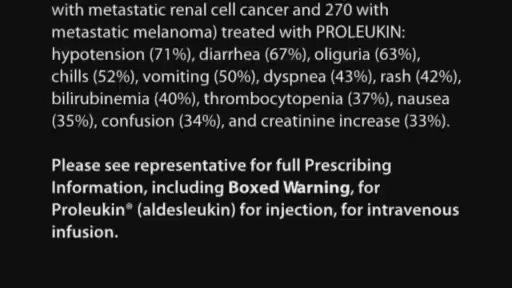 with metastatic renal cell cancer and 270 with
metastatic melanoma) treated with PROLEUKIN:
hypotension (71%), diarrhea (67%), oliguria (63%),
chills (52%), vomiting (50%), dyspnea (43%), rash (42%),
bilirubinemia (40%), thrombocytopenia (37%), nausea
(35%), confusion (34%), and creatinine increase (33%).
Please see representative for full Prescribing
Information, including Boxed Warning, for
Proleukin® (aldesleukin) for injection, for intravenous
infusion.